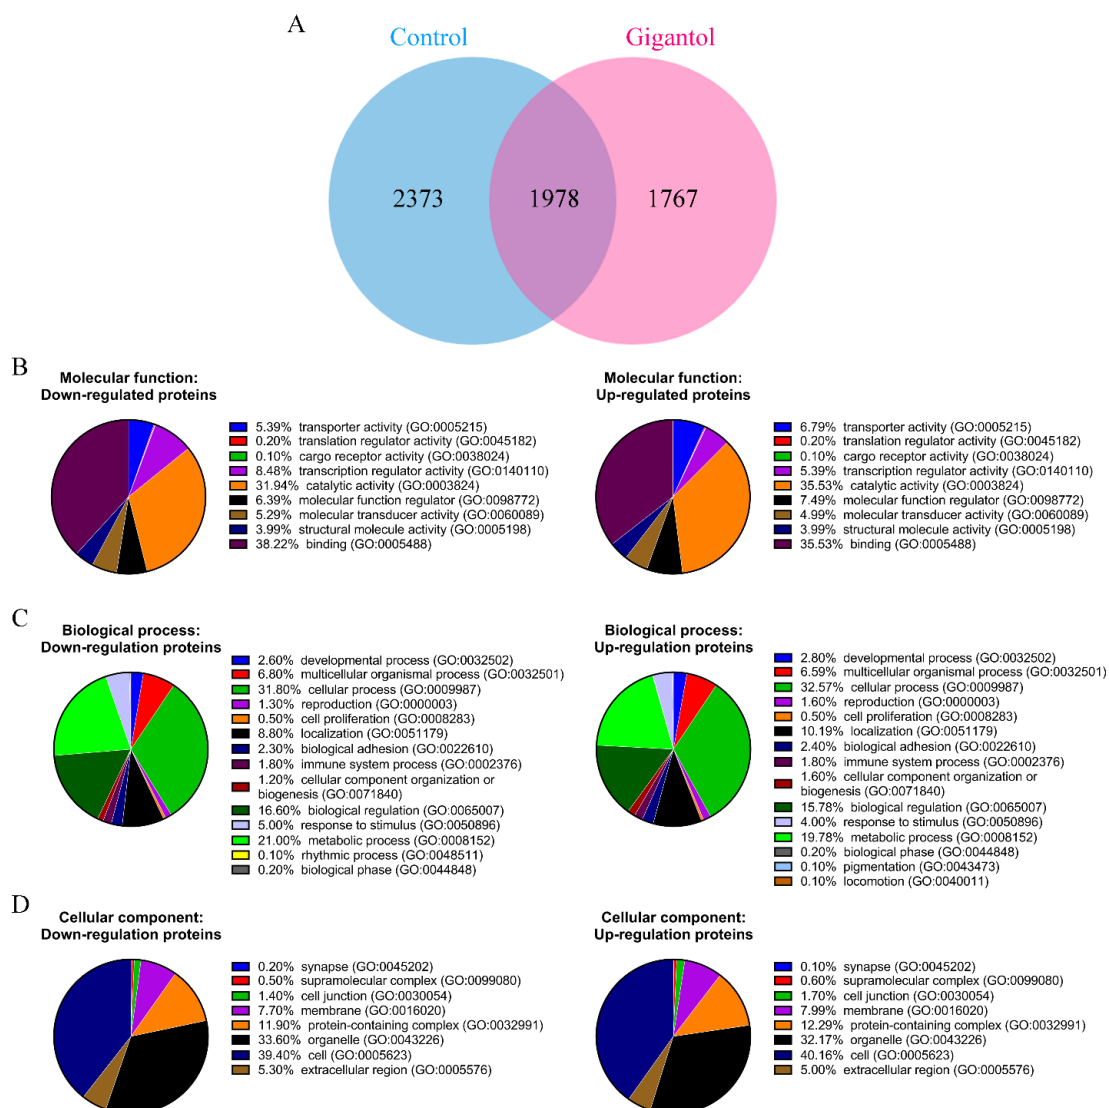 A
Control
Gigantol
2373
1978
1767
B
Molecular function:
Down-regulated proteins
5.39% transporter activity (GO:0005215)
0.20% translation regulator activity (GO:0045182)
0.10% cargo receptor activity (GO:0038024)
8.48% transcription regulator activity (GO:0140110)
31.94% catalytic activity (GO:0003824)
6.39% molecular function regulator (GO:0098772)
5.29% molecular transducer activity (GO:0060089)
3.99% structural molecule activity (GO:0005198)
38.22% binding (GO:0005488)
Molecular function:
Up-regulated proteins
6.79% transporter activity (GO:0005215)
0.20% translation regulator activity (GO:0045182)
0.10% cargo receptor activity (GO:0038024)
5.39% transcription regulator activity (GO:0140110)
35.53% catalytic activity (GO:0003824)
7.49% molecular function regulator (GO:0098772)
4.99% molecular transducer activity (GO:0060089)
3.99% structural molecule activity (GO:0005198)
35.53% binding (GO:0005488)
C
Biological process:
Down-regulation proteins
2.60% developmental process (GO:0032502)
6.80% multicellular organismal process (GO:0032501)
31.80% cellular process (GO:0009987)
1.30% reproduction (GO:0000003)
0.50% cell proliferation (GO:0008283)
8.80% localization (GO:0051179)
2.30% biological adhesion (GO:0022610)
1.80% immune system process (GO:0002376)
1.20% cellular component organization or
biogenesis (GO:0071840)
16.60% biological regulation (GO:0065007)
5.00% response to stimulus (GO:0050896)
21.00% metabolic process (GO:0008152)
0.10% rhythmic process (GO:0048511)
0.20% biological phase (GO:0044848)
Biological process:
Up-regulation proteins
2.80% developmental process (GO:0032502)
6.59% multicellular organismal process (GO:0032501)
32.57% cellular process (GO:0009987)
1.60% reproduction (GO:0000003)
0.50% cell proliferation (GO:0008283)
10.19% localization (GO:0051179)
2.40% biological adhesion (GO:0022610)
1.80% immune system process (GO:0002376)
1.60% cellular component organization or
biogenesis (GO:0071840)
15.78% biological regulation (GO:0065007)
4.00% response to stimulus (GO:0050896)
19.78% metabolic process (GO:0008152)
0.20% biological phase (GO:0044848)
0.10% pigmentation (GO:0043473)
0.10% locomotion (GO:0040011)
D
Cellular component:
Down-regulation proteins
0.20% synapse (GO:0045202)
0.50% supramolecular complex (GO:0099080)
1.40% cell junction (GO:0030054)
7.70% membrane (GO:0016020)
11.90% protein-containing complex (GO:0032991)
33.60% organelle (GO:0043226)
39.40% cell (GO:0005623)
5.30% extracellular region (GO:0005576)
Cellular component:
Up-regulation proteins
0.10% synapse (GO:0045202)
0.60% supramolecular complex (GO:0099080)
1.70% cell junction (GO:0030054)
7.99% membrane (GO:0016020)
12.29% protein-containing complex (GO:0032991)
32.17% organelle (GO:0043226)
40.16% cell (GO:0005623)
5.00% extracellular region (GO:0005576)